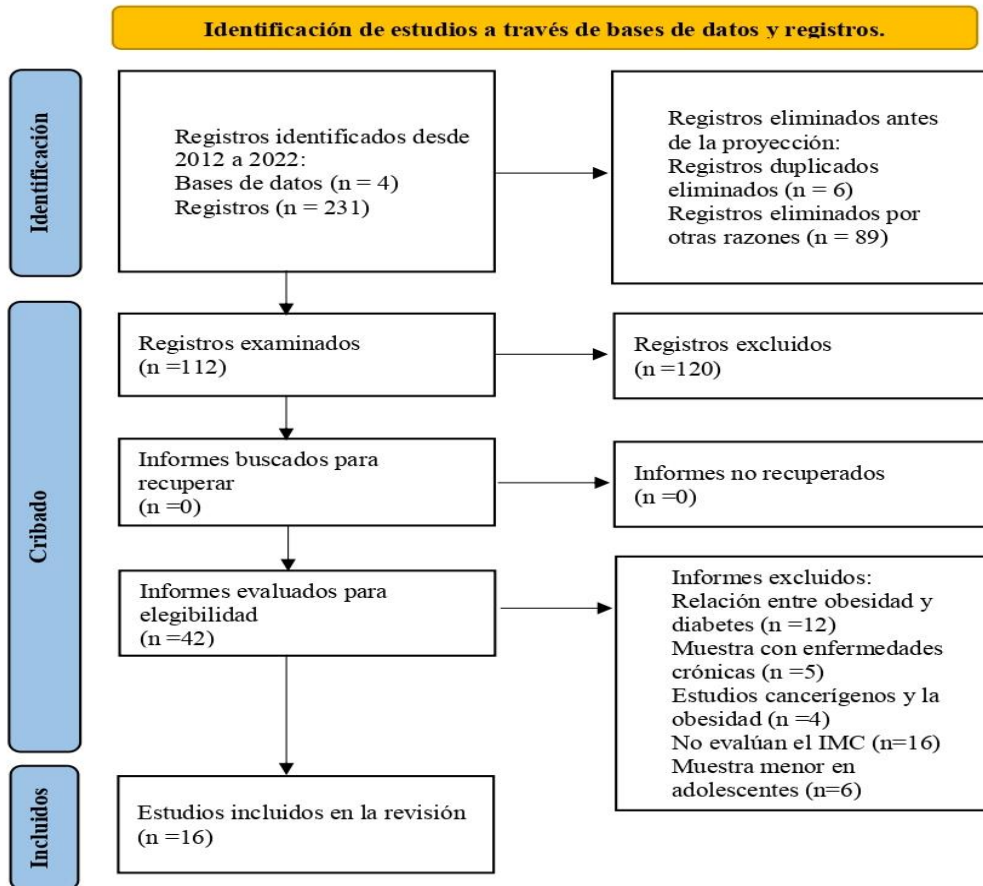 Identificación de estudios a través de bases de datos y registros.
Identificación
Registros identificados desde
2012 a 2022:
Bases de datos (n = 4)
Registros (n = 231)
Registros eliminados antes
de la proyección:
Registros duplicados
eliminados (n = 6)
Registros eliminados por
otras razones (n = 89)
Cribado
Registros examinados
(n =112)
Registros excluidos
(n =120)
Informes buscados para
recuperar
(n =0)
Informes no recuperados
(n =0)
Informes evaluados para
elegibilidad
(n =42)
Informes excluidos:
Relación entre obesidad y
diabetes (n =12)
Muestra con enfermedades
crónicas (n =5)
Estudios cancerígenos y la
obesidad (n =4)
No evalúan el IMC (n=16)
Muestra menor en
adolescentes (n=6)
Incluidos
Estudios incluidos en la revisión
(n =16)